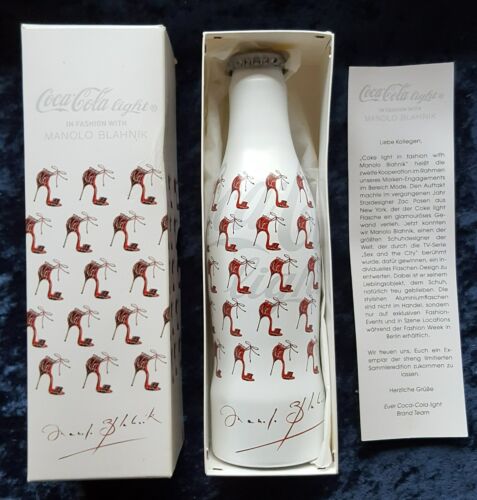 Coca-Cola light®
IN FASHION WITH
MANOLO BLAHNIK
Manolo Blahnik
light
Manolo Blahnik
Coca-Cola light®
IN FASHION WITH
MANOLO BLAHNIK
Liebe Kollegen,
„Coke light in fashion with
Manolo Blahnik“ heißt die
zweite Kooperation im Rahmen
unseres Marken-Engagements
im Bereich Mode. Den Auftakt
machte im vergangenen Jahr
Stardesigner Zac Posen aus
New York, der der Coke light
Flasche ein glamouröses Ge-
wand verlieh. Jetzt konnten
wir Manolo Blahnik, einen der
größten Schuhdesigner der
Welt, der durch die TV-Serie
„Sex and the City“ berühmt
wurde, dafür gewinnen, ein in-
dividuelles Flaschen-Design zu
entwerfen. Dabei ist er seinem
Lieblingsobjekt, dem Schuh,
natürlich treu geblieben. Die
stylishen Aluminiumflaschen
sind nicht im Handel, sondern
nur auf exklusiven Fashion-
Events und in Szene Locations
während der Fashion Week in
Berlin erhältlich.
Wir freuen uns, Euch ein Ex-
emplar der streng limitierten
Sammleredition zukommen zu
lassen.
Herzliche Grüße
Euer Coca-Cola light
Brand Team